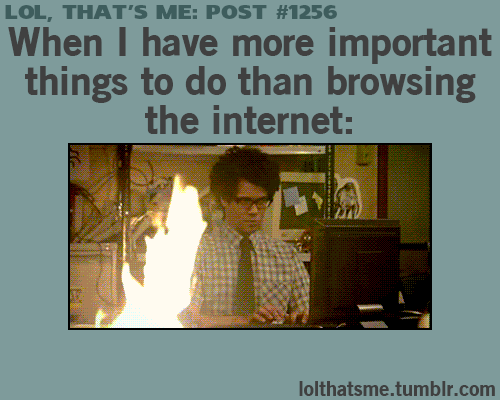 LOL, THAT'S ME: POST #1256
When I have more important
things to do than browsing
the internet:
lolthatsme.tumblr.com